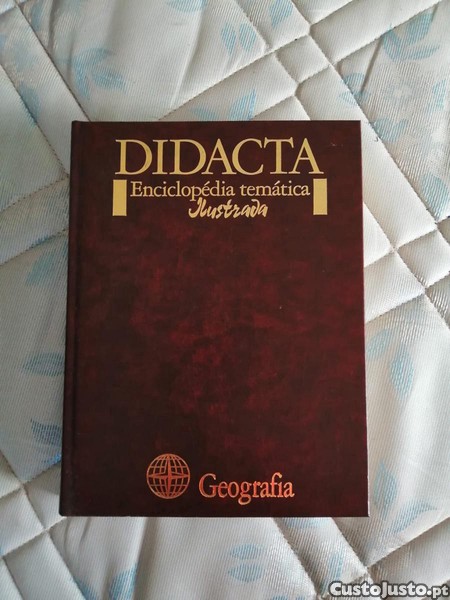 DIDACTA
Enciclopédia temática
Ilustrada
Geografia
CustoJusto.pt